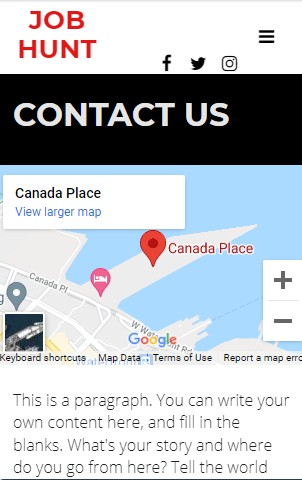 JOB
HUNT
CONTACT US
Canada Place
View larger map
Canada Place
Canada Pl
W Waterfront Rd
Google
Keyboard shortcuts Map Data Terms of Use Report a map erro
This is a paragraph. You can write your
own content here, and fill in the
blanks. What's your story and where
do you go from here? Tell the world